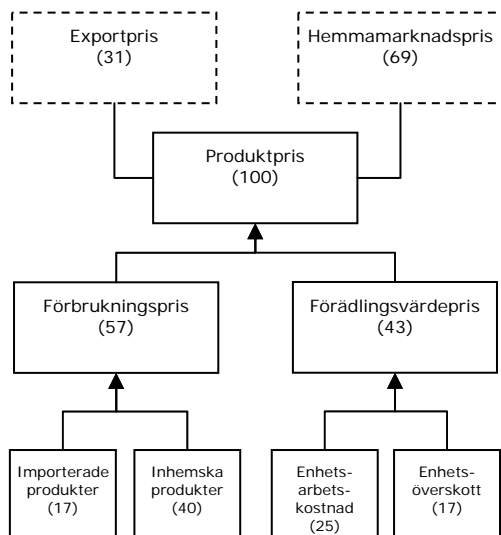 Exportpris
(31)
Hemmamarknadspris
(69)
Produktpris
(100)
Förbrukningspris
(57)
Förädlingsvärdepris
(43)
Importerade
produkter
(17)
Inhemska
produkter
(40)
Enhets-
arbets-
kostnad
(25)
Enhets-
överskott
(17)